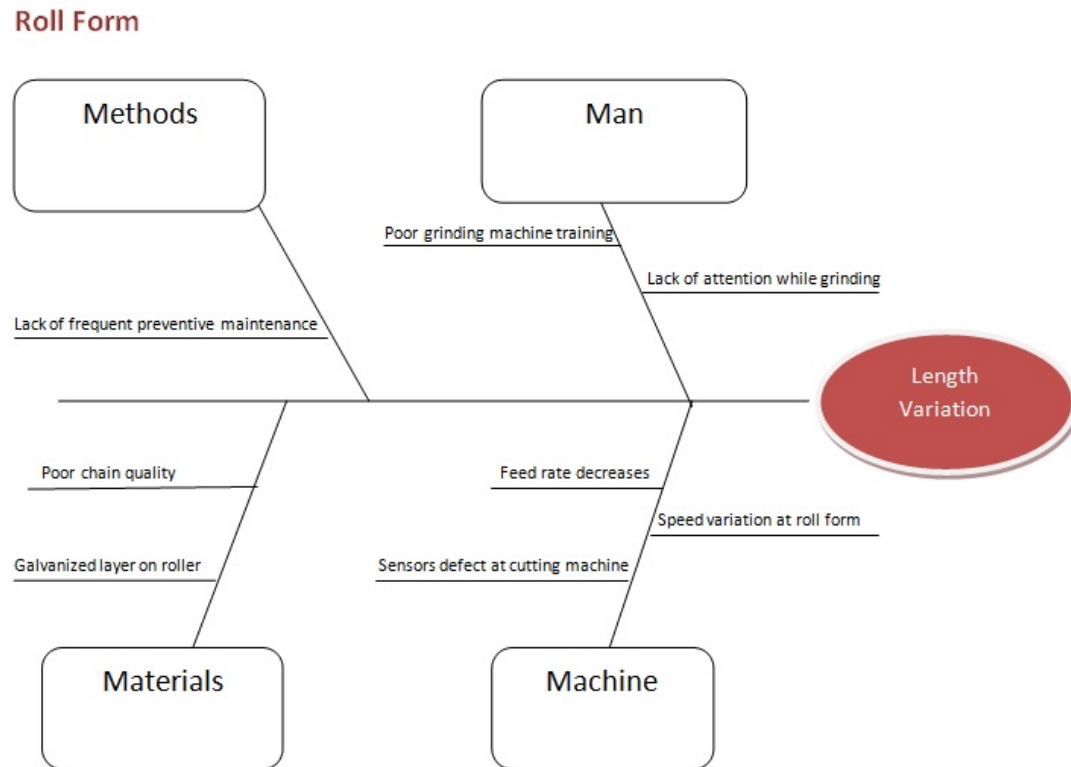 Roll Form
Methods
Man
Poor grinding machine training
Lack of attention while grinding
Lack of frequent preventive maintenance
Length
Variation
Poor chain quality
Feed rate decreases
Speed variation at roll form
Galvanized layer on roller
Sensors defect at cutting machine
Materials
Machine